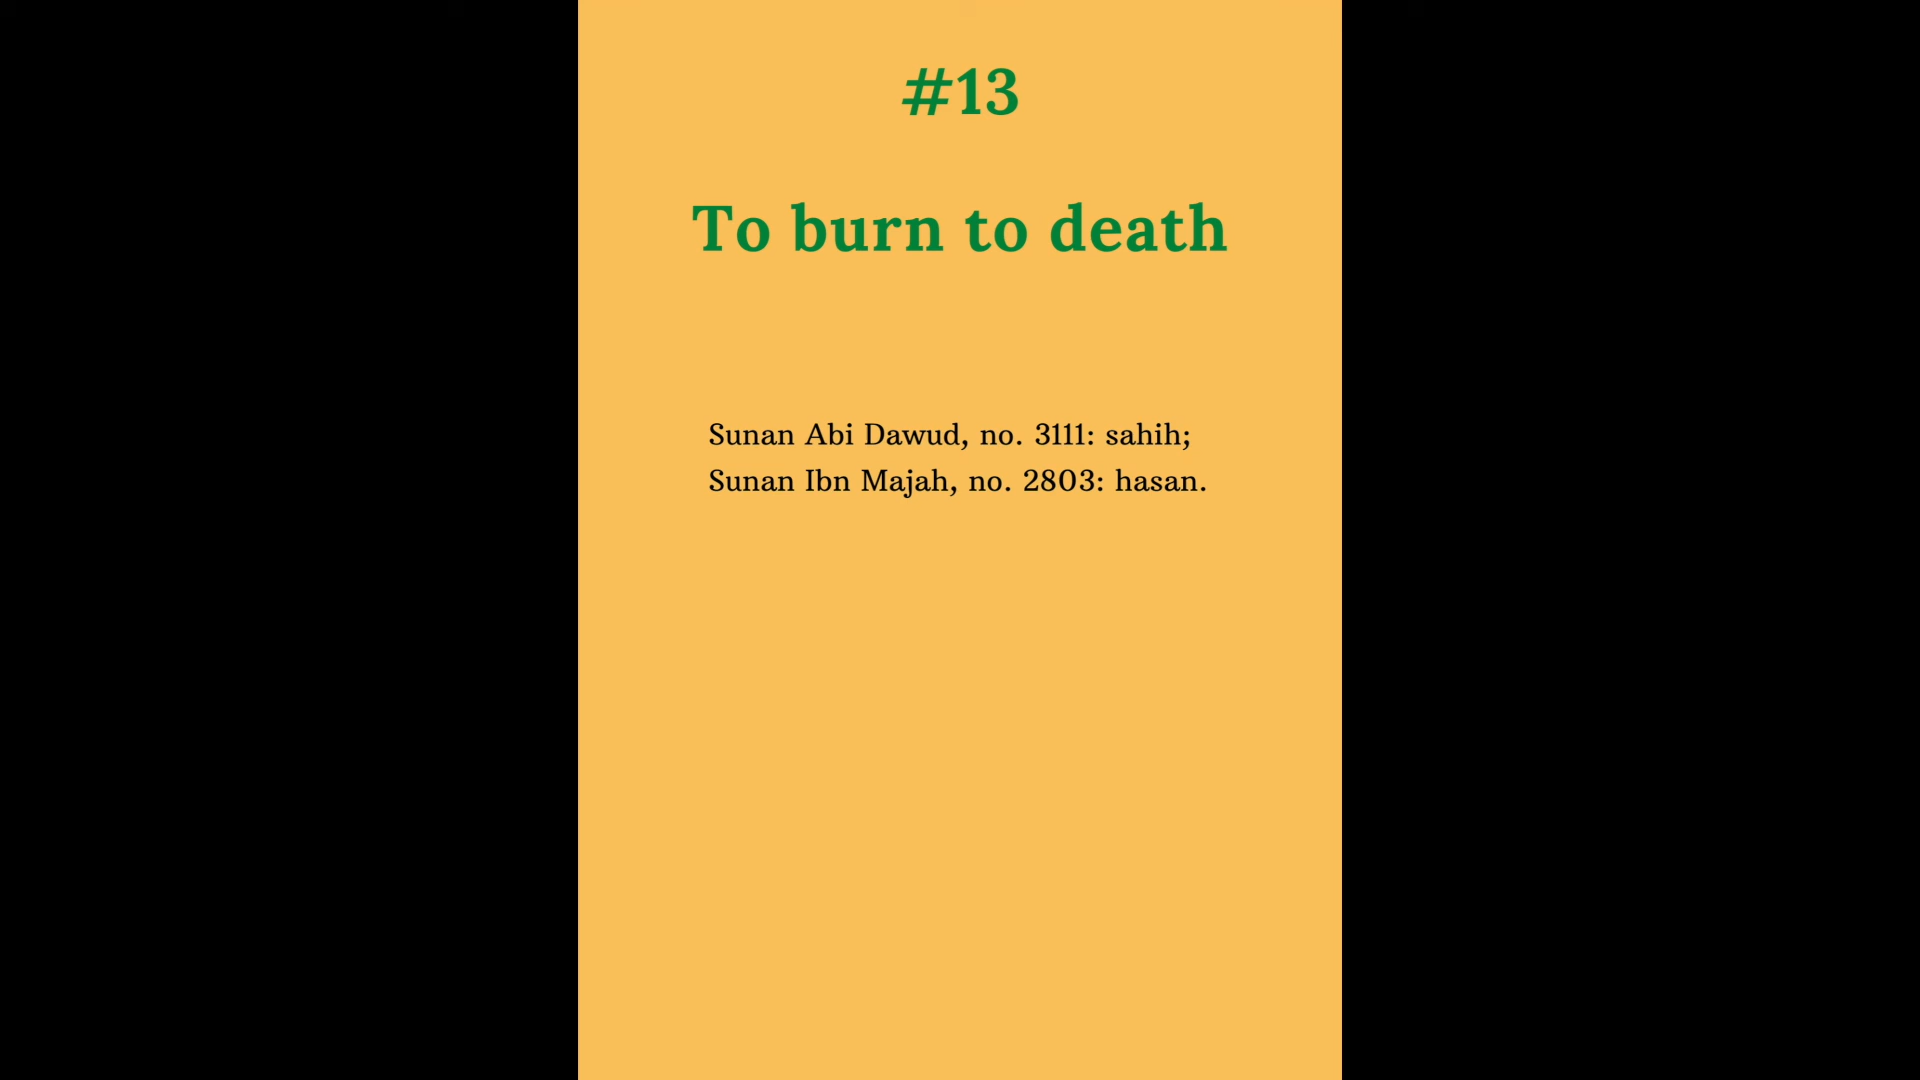 #13
To burn to death
Sunan Abi Dawud, no. 3111: sahih;
Sunan Ibn Majah, no. 2803: hasan.